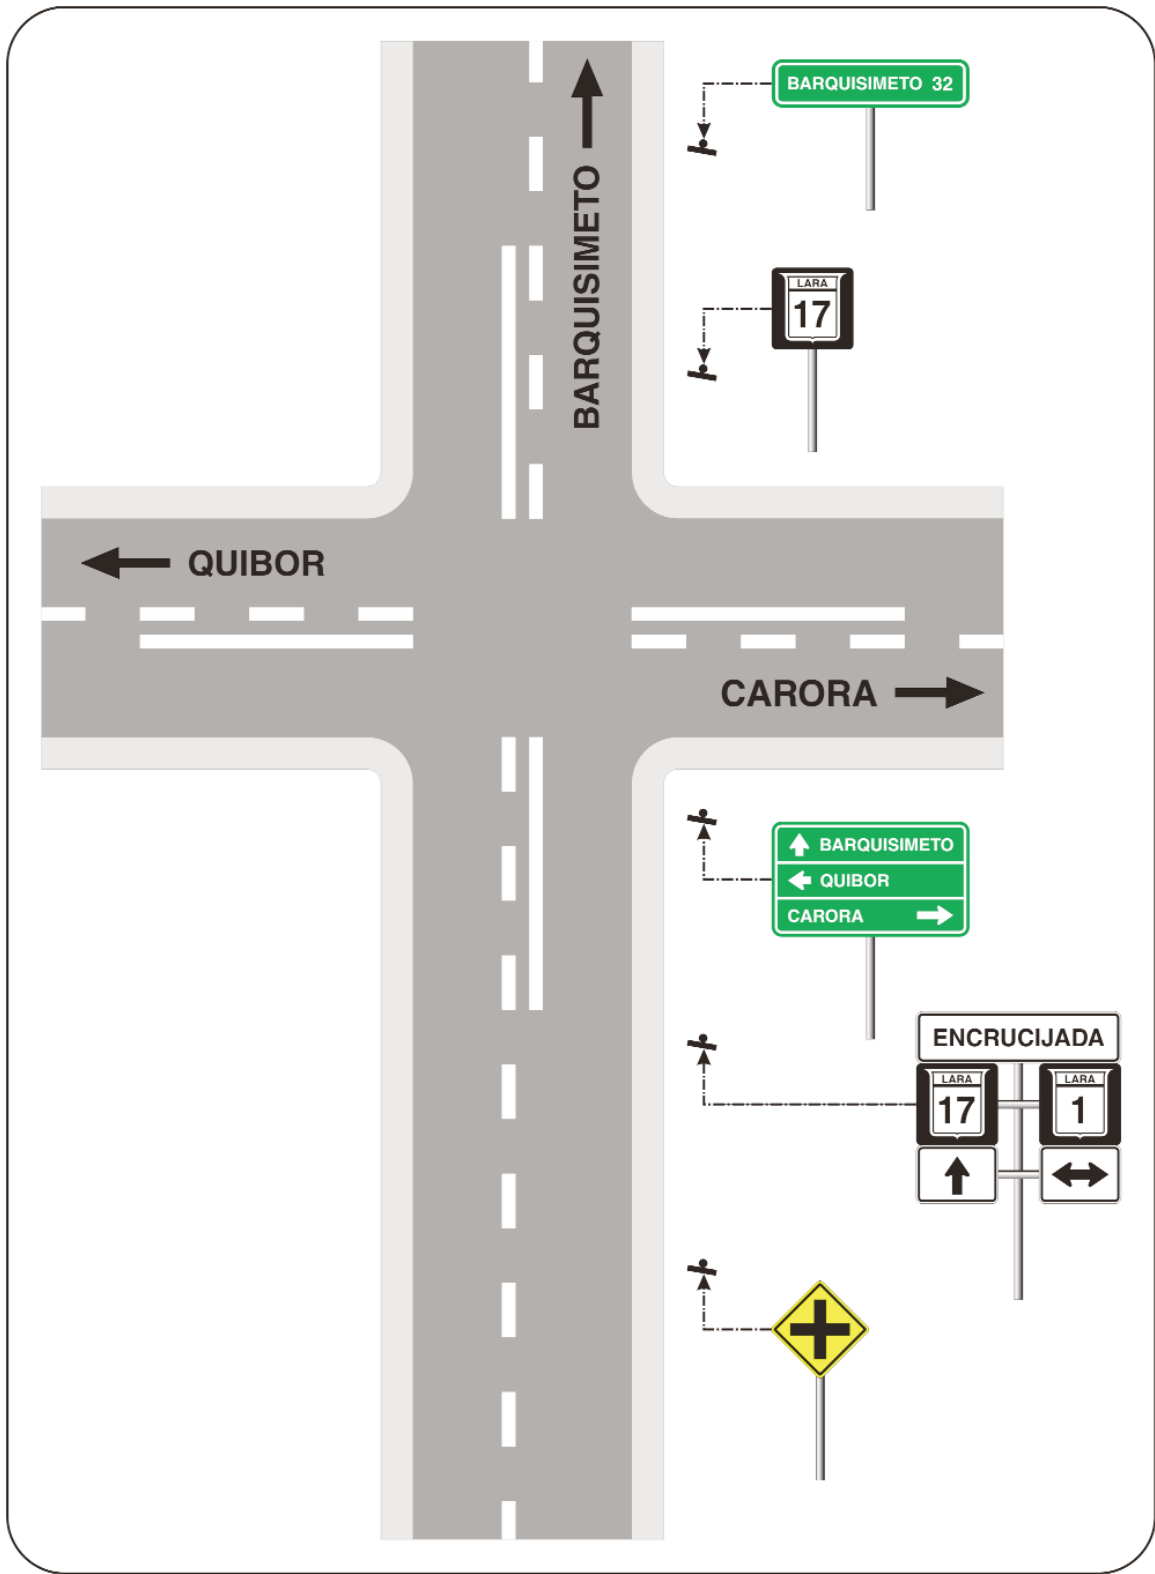 BARQUISIMETO 32
BARQUISIMETO
LARA
17
QUIBOR
CARORA
BARQUISIMETO
QUIBOR
CARORA
ENCRUCIJADA
LARA
17
LARA
1